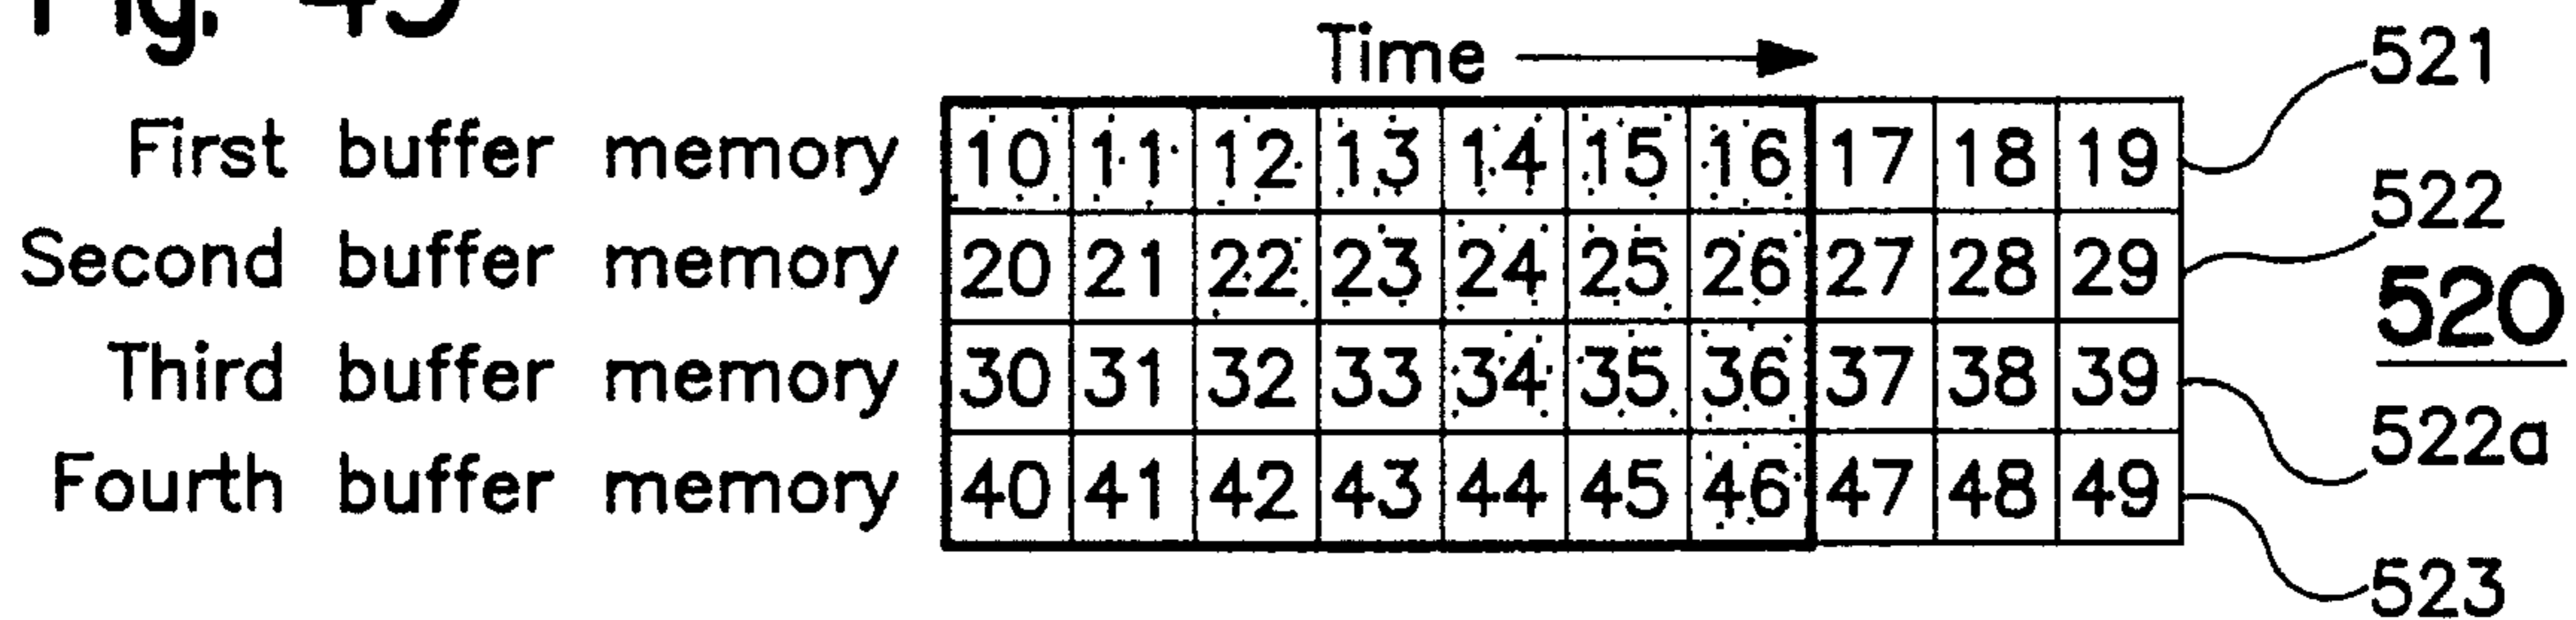 Fig. 45
Time
First buffer memory 10 11 12 13 14 15 16 17 18 19 521
Second buffer memory 20 21 22 23 24 25 26 27 28 29 522
520
Third buffer memory 30 31 32 33 34 35 36 37 38 39 522a
Fourth buffer memory 40 41 42 43 44 45 46 47 48 49 523